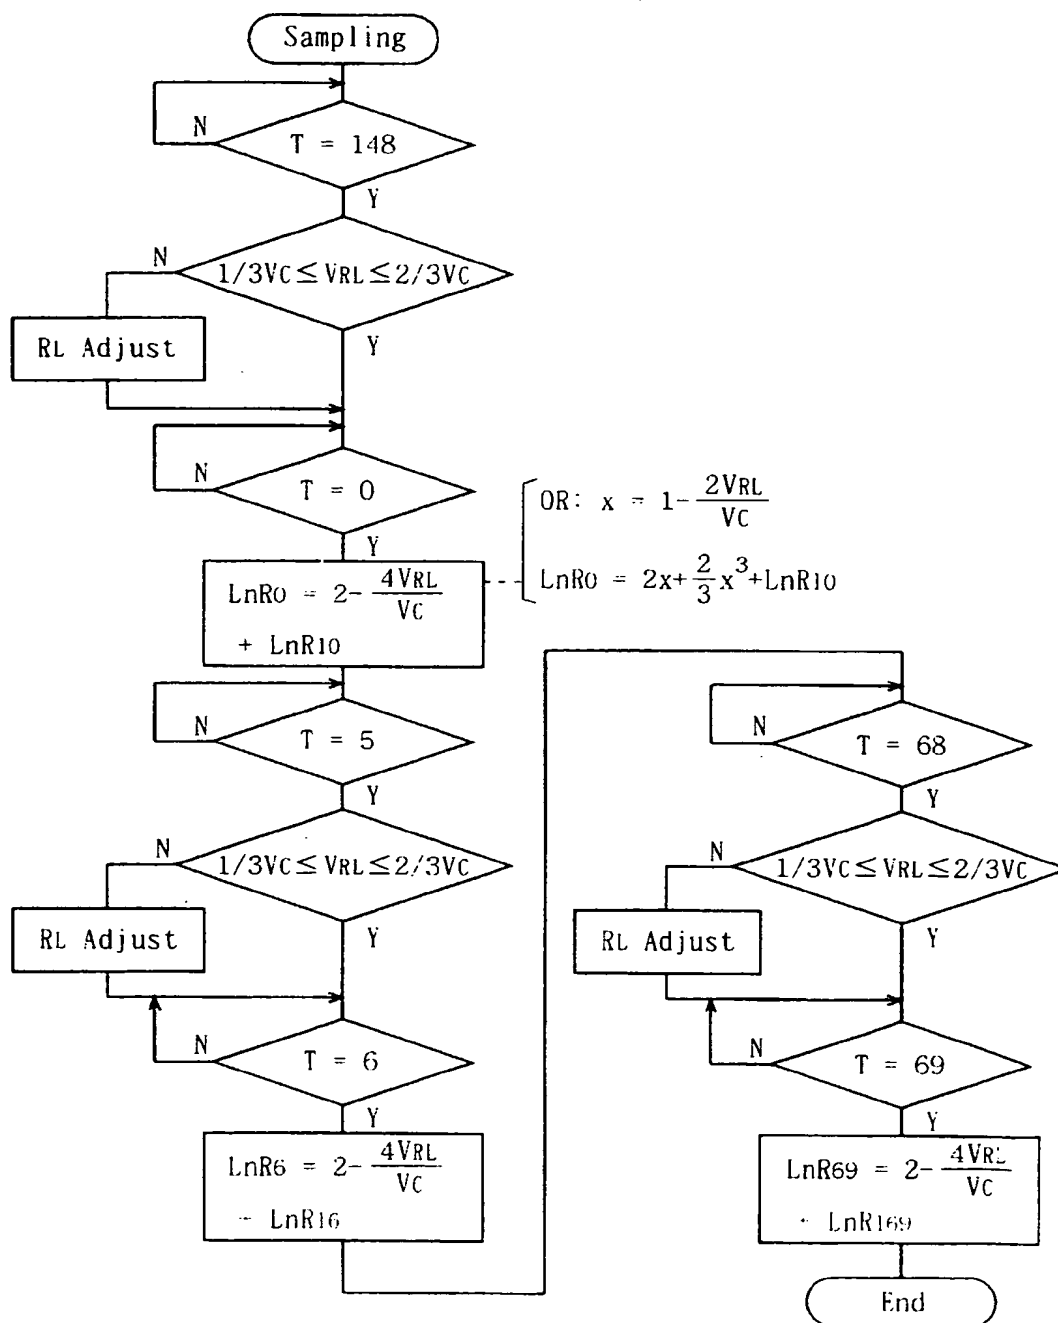 Sampling
N
T = 148
Y
N
1/3VC≤VRL≤2/3VC
RL Adjust
Y
N
T = 0
Y
OR: x = 1-2VRL/VC
LnR0 = 2x+2/3x³+LnR10
LnR0 = 2-4VRL/VC
+ LnR10
N
T = 5
Y
N
1/3VC≤VRL≤2/3VC
RL Adjust
Y
N
T = 6
Y
LnR6 = 2-4VRL/VC
- LnR16
N
T = 68
Y
N
1/3VC≤VRL≤2/3VC
RL Adjust
Y
N
T = 69
Y
LnR69 = 2-4VRL/VC
LnR169
End